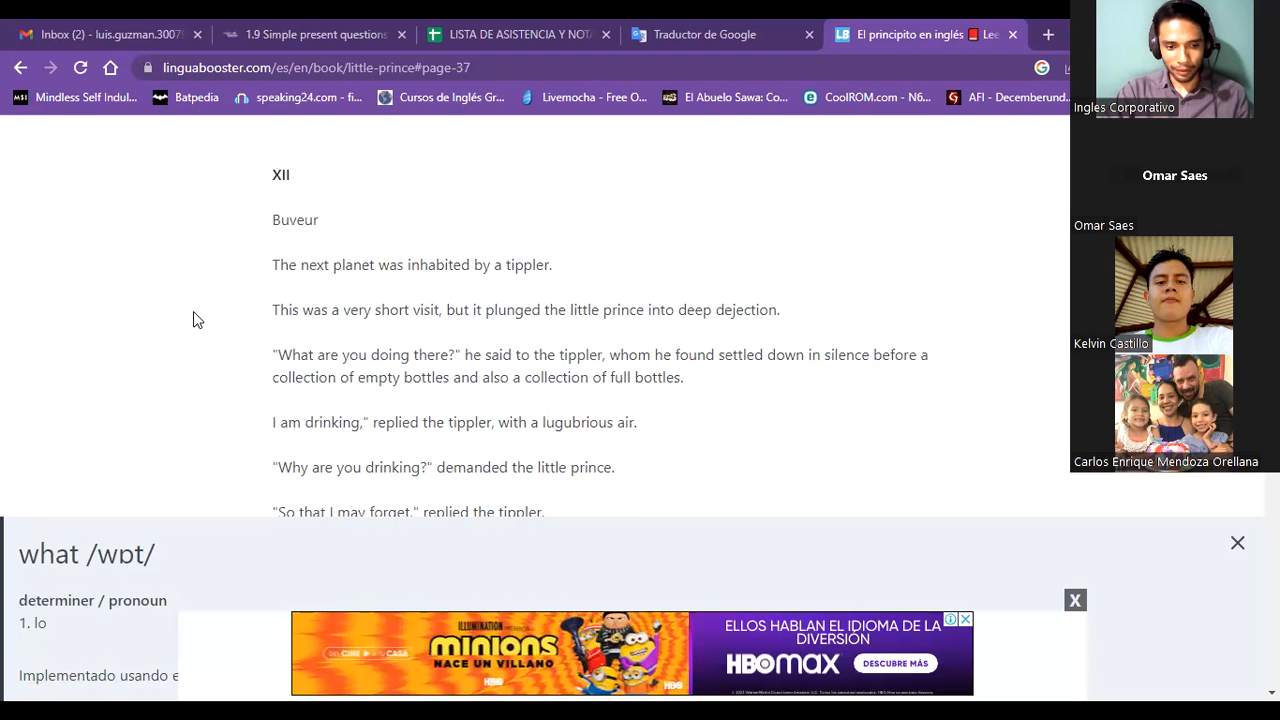 Inbox (2) - luis.guzman.3007
1.9 Simple present questions
LISTA DE ASISTENCIA Y NOTA
Traductor de Google
El principito en inglés 📕 Lee
linguabooster.com/es/en/book/little-prince#page-37
Mindless Self Indul...
Batpedia
speaking24.com - fi...
Cursos de Inglés Gr...
Livemocha - Free O...
El Abuelo Sawa: Co...
CoolROM.com - N6...
AFI - Decemberund...
XII
Buveur
The next planet was inhabited by a tippler.
This was a very short visit, but it plunged the little prince into deep dejection.
"What are you doing there?" he said to the tippler, whom he found settled down in silence before a
collection of empty bottles and also a collection of full bottles.
I am drinking," replied the tippler, with a lugubrious air.
"Why are you drinking?" demanded the little prince.
"So that I may forget," replied the tippler.
what /wɒt/
determiner / pronoun
1. lo
Implementado usando e
X
ILLUMINATION
DEL CINE A TU CASA
minions
NACE UN VILLANO
HBO
HBO
ELLOS HABLAN EL IDIOMA DE LA
DIVERSIÓN
HBOmax
DESCUBRE MÁS
Ingles Corporativo
Omar Saes
Omar Saes
Kelvin Castillo
Carlos Enrique Mendoza Orellana